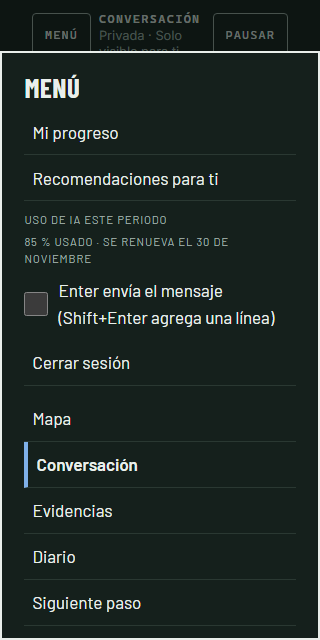 MENÚ
CONVERSACIÓN
Privada · Solo
visible para ti
PAUSAR
MENÚ
Mi progreso
Recomendaciones para ti
USO DE IA ESTE PERIODO
85 % USADO · SE RENUEVA EL 30 DE
NOVIEMBRE
Enter envía el mensaje
(Shift+Enter agrega una línea)
Cerrar sesión
Mapa
Conversación
Evidencias
Diario
Siguiente paso